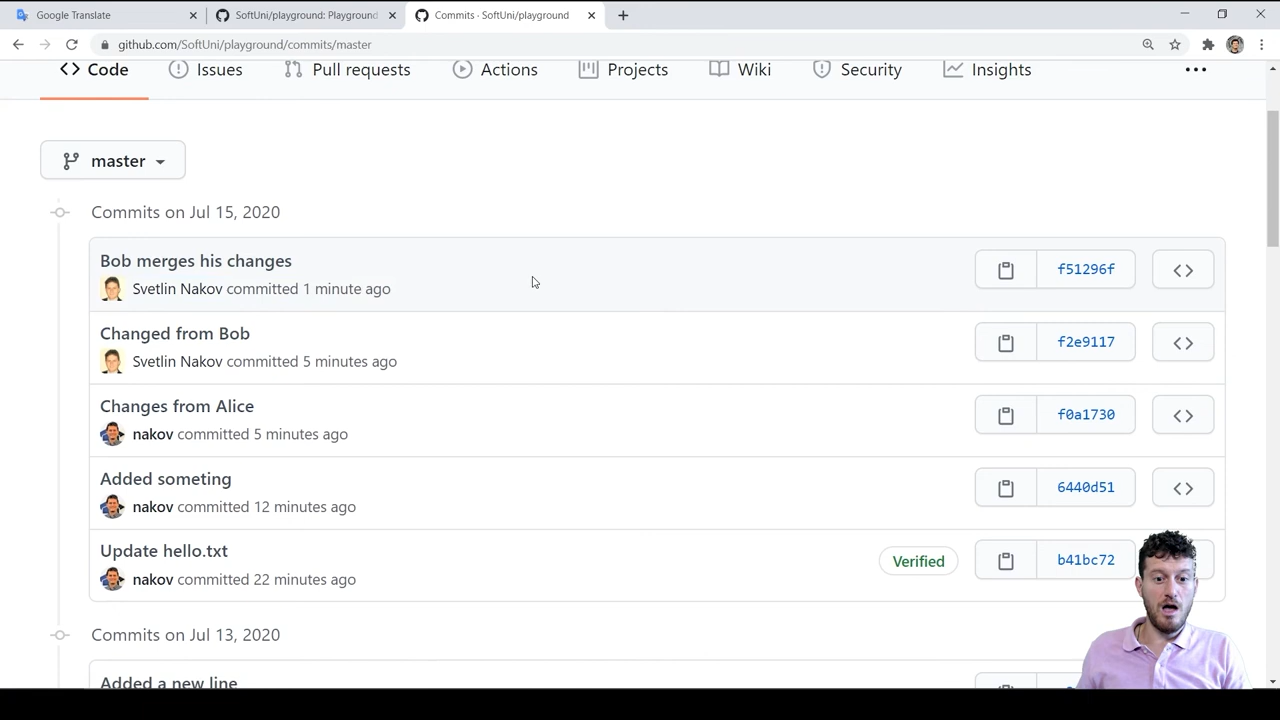 Google Translate
SoftUni/playground: Playground
Commits · SoftUni/playground
github.com/SoftUni/playground/commits/master
Code
Issues
Pull requests
Actions
Projects
Wiki
Security
Insights
master
Commits on Jul 15, 2020
Bob merges his changes
Svetlin Nakov committed 1 minute ago
f51296f
Changed from Bob
Svetlin Nakov committed 5 minutes ago
f2e9117
Changes from Alice
nakov committed 5 minutes ago
f0a1730
Added someting
nakov committed 12 minutes ago
6440d51
Update hello.txt
nakov committed 22 minutes ago
Verified
b41bc72
Commits on Jul 13, 2020
Added a new line